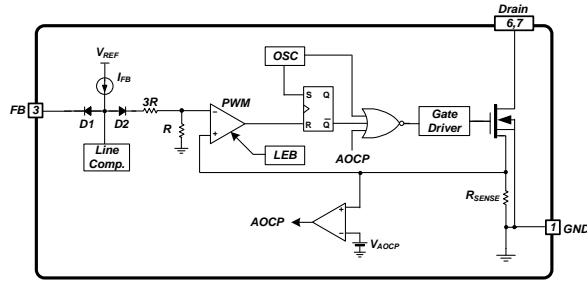 Drain
6,7
VREF
IFB
OSC
FB 3
D1
D2
3R
R
PWM
S Q
R Q
Gate
Driver
AOCP
LEB
Line
Comp.
RSENSE
AOCP
VAOCP
1 GND
+
−
+
−